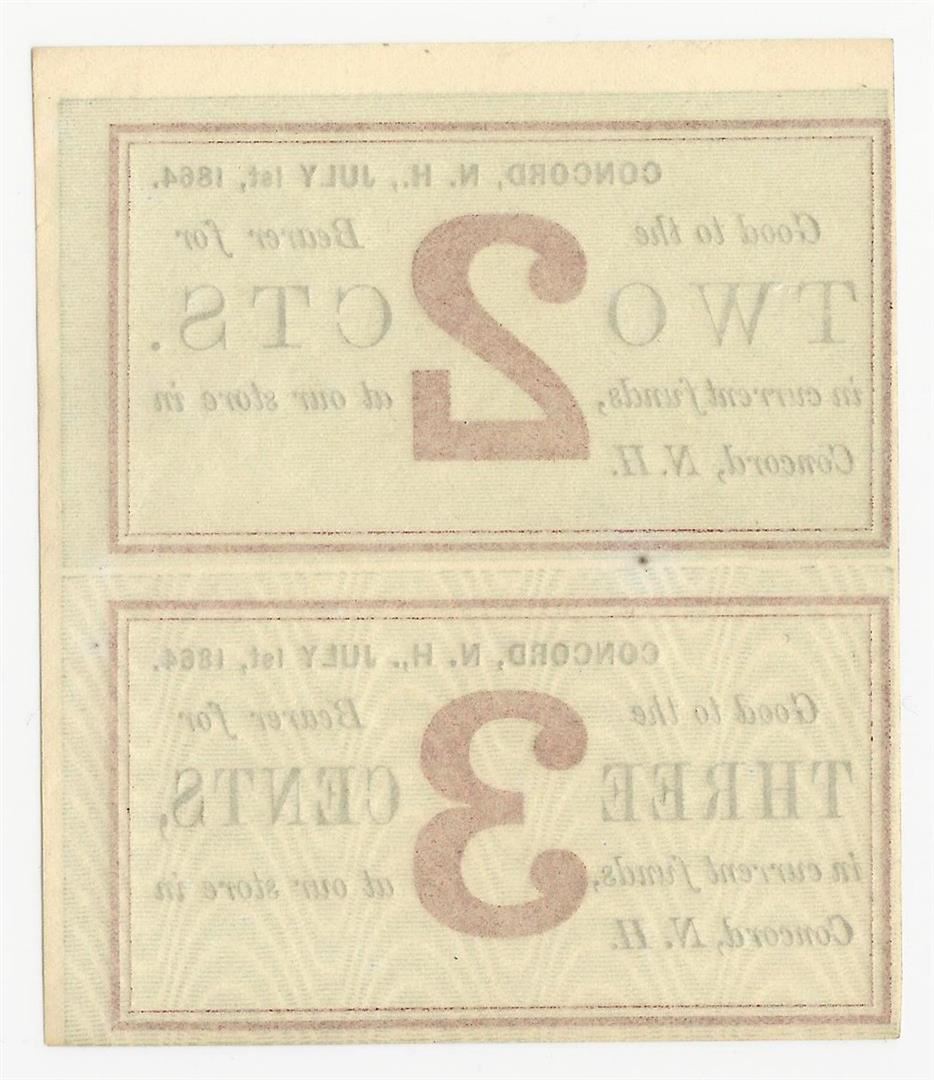 CONCORD, N. H., JULY 1st, 1864.
Good to the Bearer for
TWO 2 CTS.
in current funds, at our store in
Concord, N. H.
CONCORD, N. H., JULY 1st, 1864.
Good to the Bearer for
THREE 3 CENTS,
in current funds, at our store in
Concord, N. H.